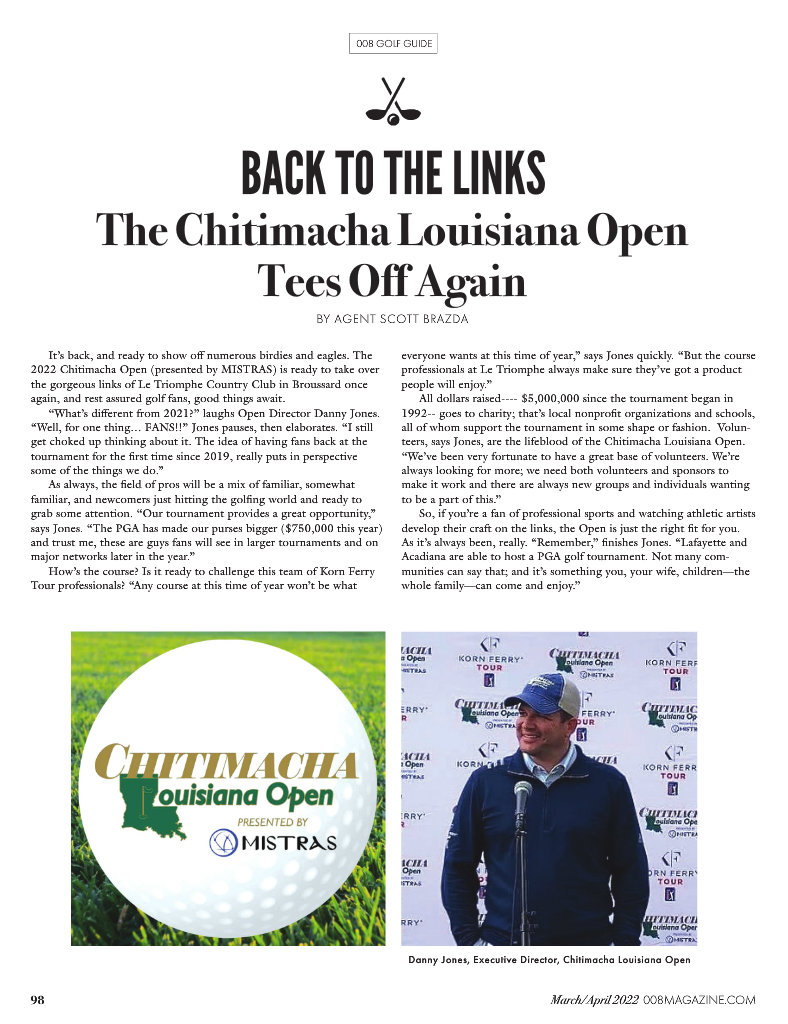 008 GOLF GUIDE
BACK TO THE LINKS
The Chitimacha Louisiana Open
Tees Off Again
BY AGENT SCOTT BRAZDA
It's back, and ready to show off numerous birdies and eagles. The
2022 Chitimacha Open (presented by MISTRAS) is ready to take over
the gorgeous links of Le Triomphe Country Club in Broussard once
again, and rest assured golf fans, good things await.
"What's different from 2021?" laughs Open Director Danny Jones.
"Well, for one thing… FANS!!" Jones pauses, then elaborates. "I still
get choked up thinking about it. The idea of having fans back at the
tournament for the first time since 2019, really puts in perspective
some of the things we do."
As always, the field of pros will be a mix of familiar, somewhat
familiar, and newcomers just hitting the golfing world and ready to
grab some attention. "Our tournament provides a great opportunity,"
says Jones. "The PGA has made our purses bigger ($750,000 this year)
and trust me, these are guys fans will see in larger tournaments and on
major networks later in the year."
How's the course? Is it ready to challenge this team of Korn Ferry
Tour professionals? "Any course at this time of year won't be what
everyone wants at this time of year," says Jones quickly. "But the course
professionals at Le Triomphe always make sure they've got a product
people will enjoy."
All dollars raised---- $5,000,000 since the tournament began in
1992-- goes to charity; that's local nonprofit organizations and schools,
all of whom support the tournament in some shape or fashion. Volun-
teers, says Jones, are the lifeblood of the Chitimacha Louisiana Open.
"We've been very fortunate to have a great base of volunteers. We're
always looking for more; we need both volunteers and sponsors to
make it work and there are always new groups and individuals wanting
to be a part of this."
So, if you're a fan of professional sports and watching athletic artists
develop their craft on the links, the Open is just the right fit for you.
As it's always been, really. "Remember," finishes Jones. "Lafayette and
Acadiana are able to host a PGA golf tournament. Not many com-
munities can say that; and it's something you, your wife, children—the
whole family—can come and enjoy."
CHITIMACHA
Louisiana Open
PRESENTED BY
MISTRAS
KORN FERRY
TOUR
CHITIMACHA
Louisiana Open
MISTRAS
Danny Jones, Executive Director, Chitimacha Louisiana Open
98
March/April 2022 008MAGAZINE.COM